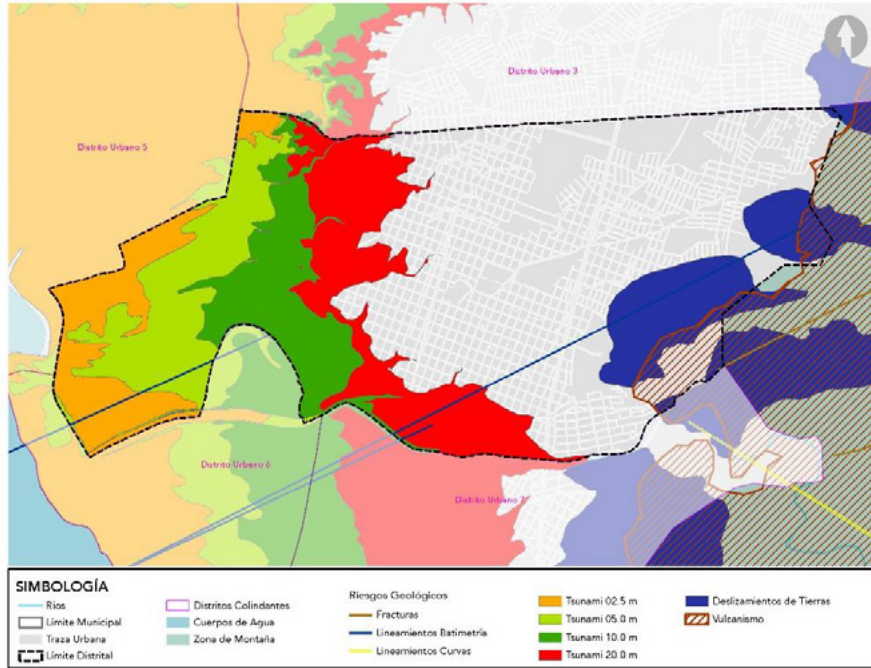 Distrito Urbano 3
Distrito Urbano 5
Distrito Urbano 6
Distrito Urbano 7
SIMBOLOGÍA
Ríos
Límite Municipal
Traza Urbana
Límite Distrital
Distritos Colindantes
Cuerpos de Agua
Zona de Montaña
Riesgos Geológicos
Fracturas
Lineamientos Batimetría
Lineamientos Curvas
Tsunami 02.5 m
Tsunami 05.0 m
Tsunami 10.0 m
Tsunami 20.0 m
Deslizamientos de Tierras
Vulcanismo